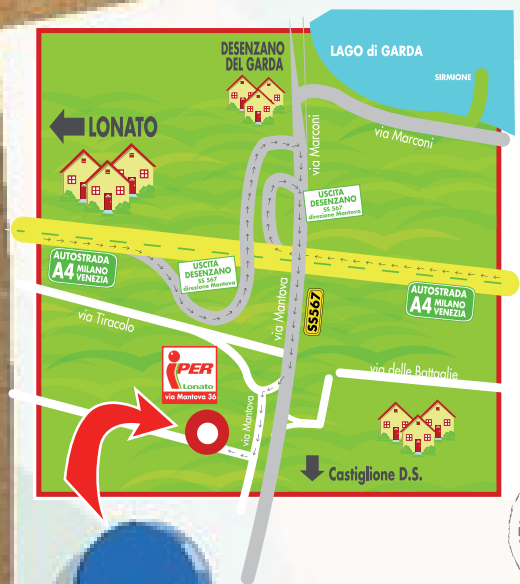 DESENZANO
DEL GARDA
LAGO di GARDA
SIRMIONE
LONATO
via Marconi
via Marconi
USCITA
DESENZANO
SS 567
direzione Mantova
USCITA
DESENZANO
SS 567
direzione Mantova
AUTOSTRADA
A4 MILANO
VENEZIA
AUTOSTRADA
A4 MILANO
VENEZIA
via Tiracolo
via Mantova
SS567
iPER
Lonato
via Mantova 36
via delle Battaglie
via Mantova
Castiglione D.S.